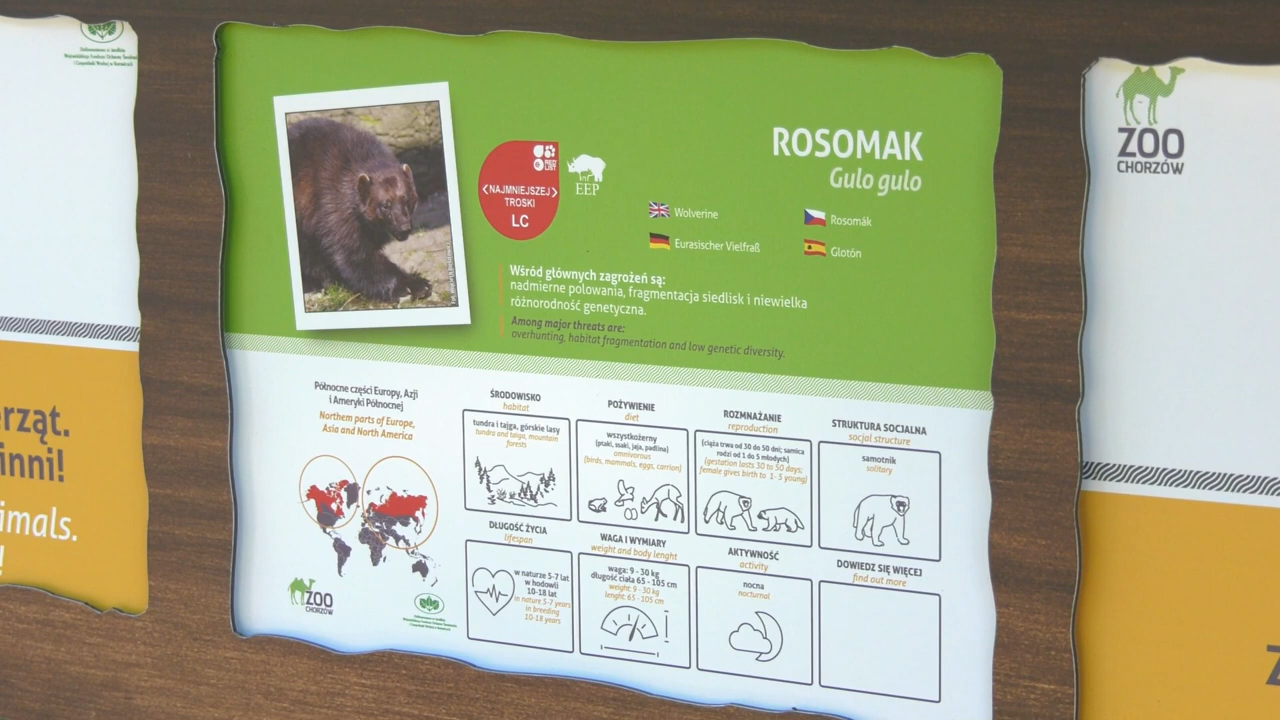 ROSOMAK
Gulo gulo
RED LIST
NAJMNIEJSZEJ
TROSKI
LC
EEP
Wolverine
Rosomák
Eurasischer Vielfraß
Glotón
Wśród głównych zagrożeń są:
nadmierne polowania, fragmentacja siedlisk i niewielka
różnorodność genetyczna.
Among major threats are:
overhunting, habitat fragmentation and low genetic diversity.
Północne części Europy, Azji
i Ameryki Północnej
Northern parts of Europe,
Asia and North America
ŚRODOWISKO
habitat
tundra i tajga, górskie lasy
tundra and taiga, mountain
forests
POŻYWIENIE
diet
wszystkożerny
(ptaki, ssaki, jaja, padlina)
omnivorous
(birds, mammals, eggs, carrion)
ROZMNAŻANIE
reproduction
(ciąża trwa od 30 do 50 dni; samica
rodzi od 1 do 5 młodych)
(gestation lasts 30 to 50 days;
female gives birth to 1-5 young)
STRUKTURA SOCJALNA
socjal structure
samotnik
solitary
DŁUGOŚĆ ŻYCIA
lifespan
w naturze 5-7 lat
w hodowli
10-18 lat
in nature 5-7 years
in breeding
10-18 years
WAGA I WYMIARY
weight and body lenght
waga: 9 - 30 kg
długość ciała 65 - 105 cm
weight: 9 - 30 kg
lenght: 65 - 105 cm
AKTYWNOŚĆ
activity
nocna
nocturnal
DOWIEDZ SIĘ WIĘCEJ
find out more
ZOO
CHORZÓW
erząt.
inni!
imals.
!
ZOO
CHORZÓW
Z